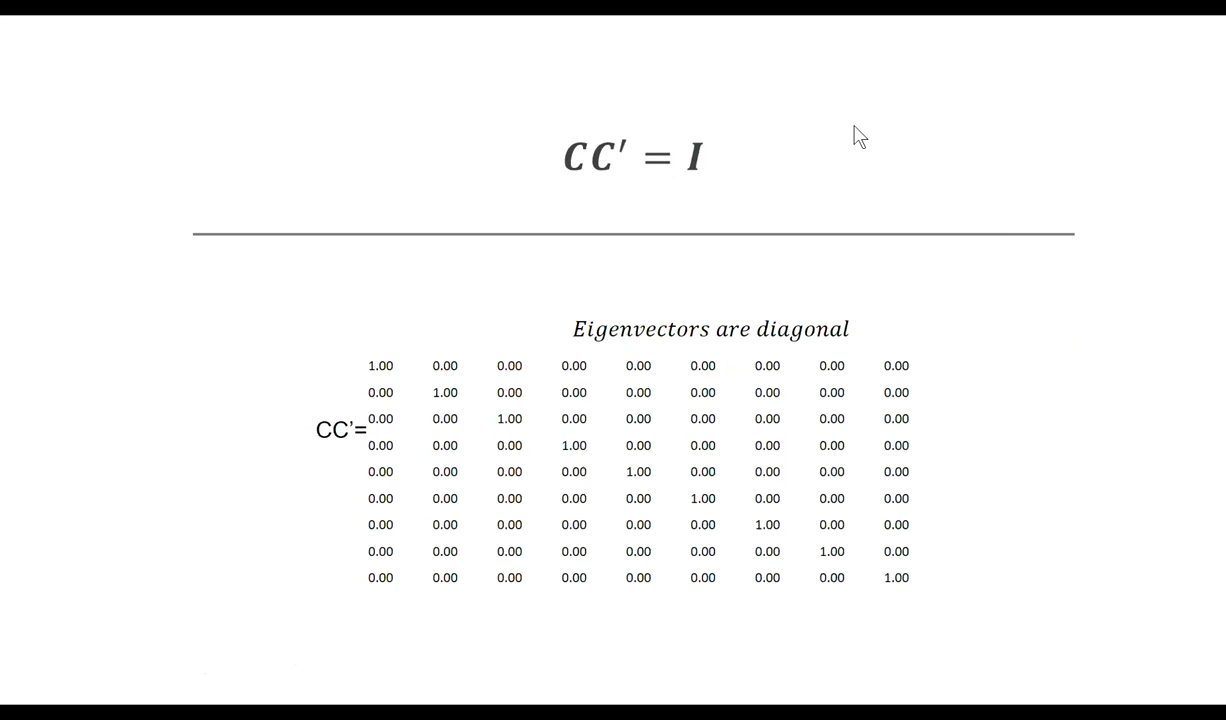 CC′ = I
Eigenvectors are diagonal
1.00 0.00 0.00 0.00 0.00 0.00 0.00 0.00 0.00
0.00 1.00 0.00 0.00 0.00 0.00 0.00 0.00 0.00
0.00 0.00 1.00 0.00 0.00 0.00 0.00 0.00 0.00
CC’=
0.00 0.00 0.00 1.00 0.00 0.00 0.00 0.00 0.00
0.00 0.00 0.00 0.00 1.00 0.00 0.00 0.00 0.00
0.00 0.00 0.00 0.00 0.00 1.00 0.00 0.00 0.00
0.00 0.00 0.00 0.00 0.00 0.00 1.00 0.00 0.00
0.00 0.00 0.00 0.00 0.00 0.00 0.00 1.00 0.00
0.00 0.00 0.00 0.00 0.00 0.00 0.00 0.00 1.00